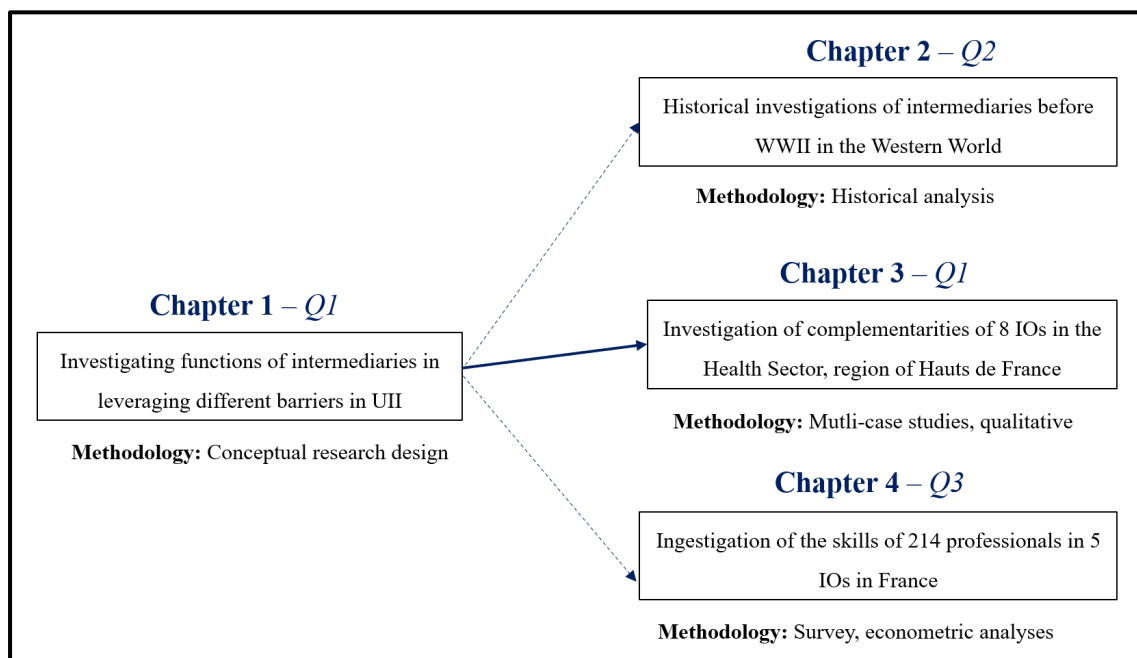 Chapter 2 – Q2
Historical investigations of intermediaries before
WWII in the Western World
Methodology: Historical analysis
Chapter 1 – Q1
Investigating functions of intermediaries in
leveraging different barriers in UII
Methodology: Conceptual research design
Chapter 3 – Q1
Investigation of complementarities of 8 IOs in the
Health Sector, region of Hauts de France
Methodology: Mutli-case studies, qualitative
Chapter 4 – Q3
Ingestigation of the skills of 214 professionals in 5
IOs in France
Methodology: Survey, econometric analyses